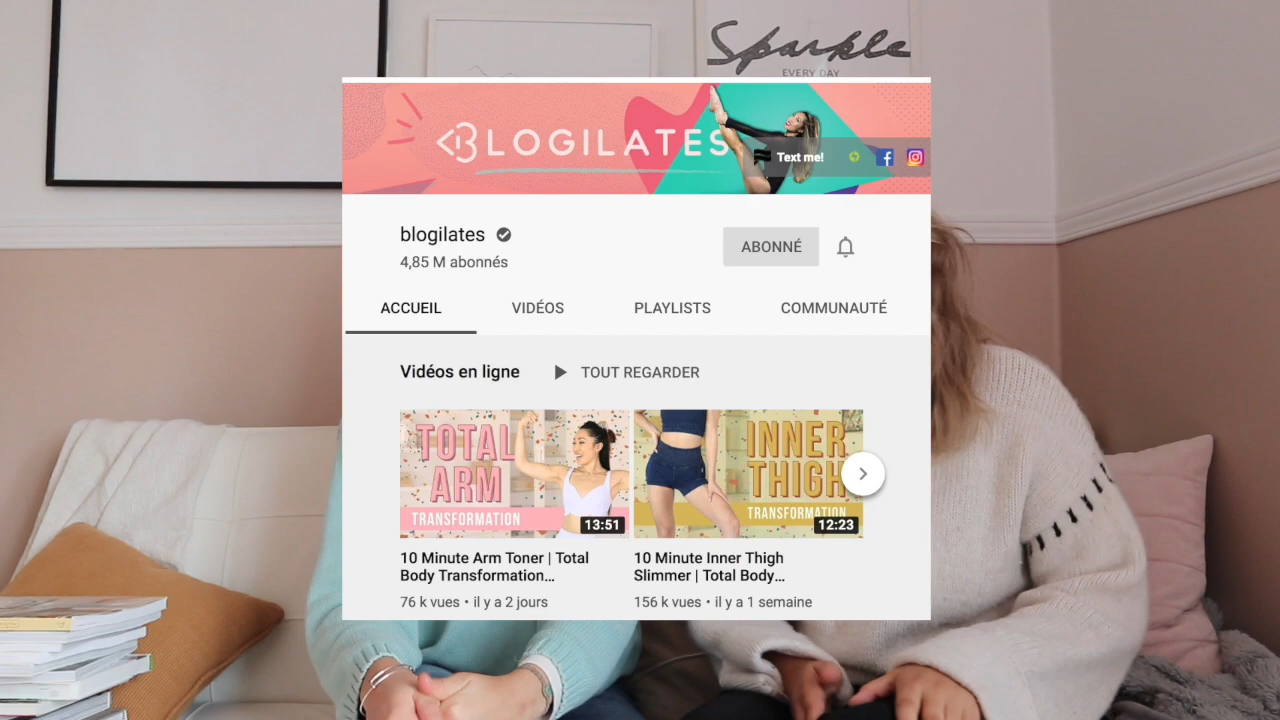 Sparkle
EVERY DAY
BLOGILATES
Text me!
blogilates
4,85 M abonnés
ABONNÉ
ACCUEIL
VIDÉOS
PLAYLISTS
COMMUNAUTÉ
Vidéos en ligne
TOUT REGARDER
TOTAL
ARM
TRANSFORMATION
13:51
INNER
THIGH
TRANSFORMATION
12:23
10 Minute Arm Toner | Total
Body Transformation…
76 k vues • il y a 2 jours
10 Minute Inner Thigh
Slimmer | Total Body…
156 k vues • il y a 1 semaine